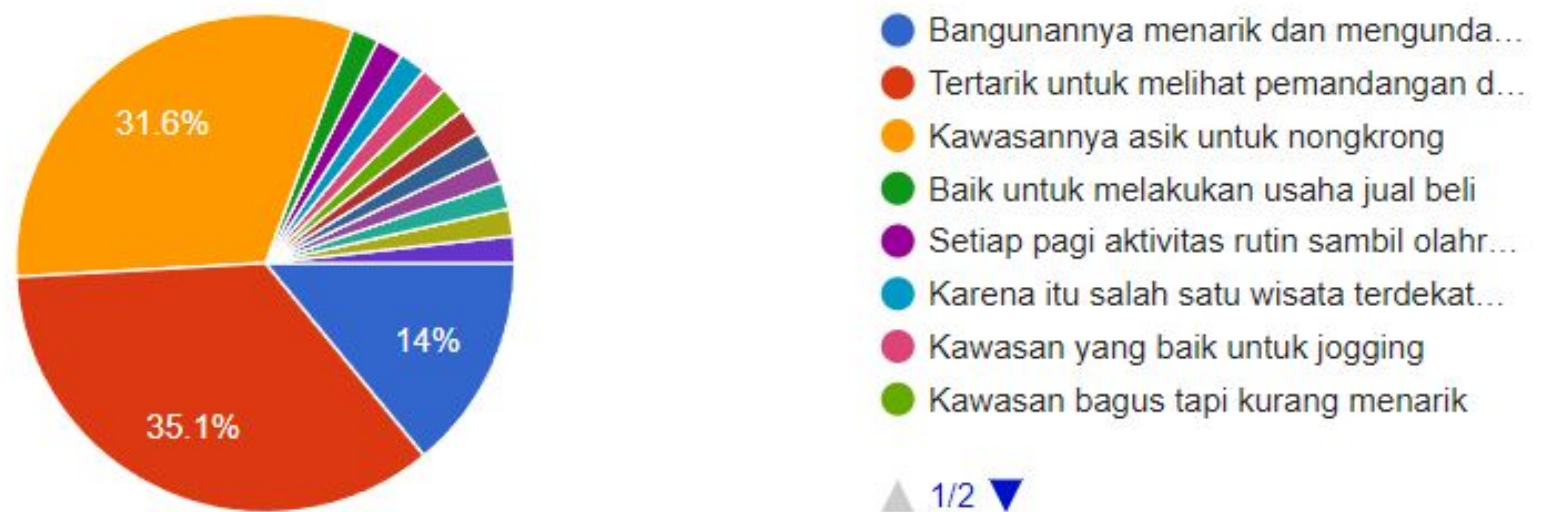 31.6%
14%
35.1%
Bangunannya menarik dan mengunda...
Tertarik untuk melihat pemandangan d...
Kawasannya asik untuk nongkrong
Baik untuk melakukan usaha jual beli
Setiap pagi aktivitas rutin sambil olahr...
Karena itu salah satu wisata terdekat...
Kawasan yang baik untuk jogging
Kawasan bagus tapi kurang menarik
1/2